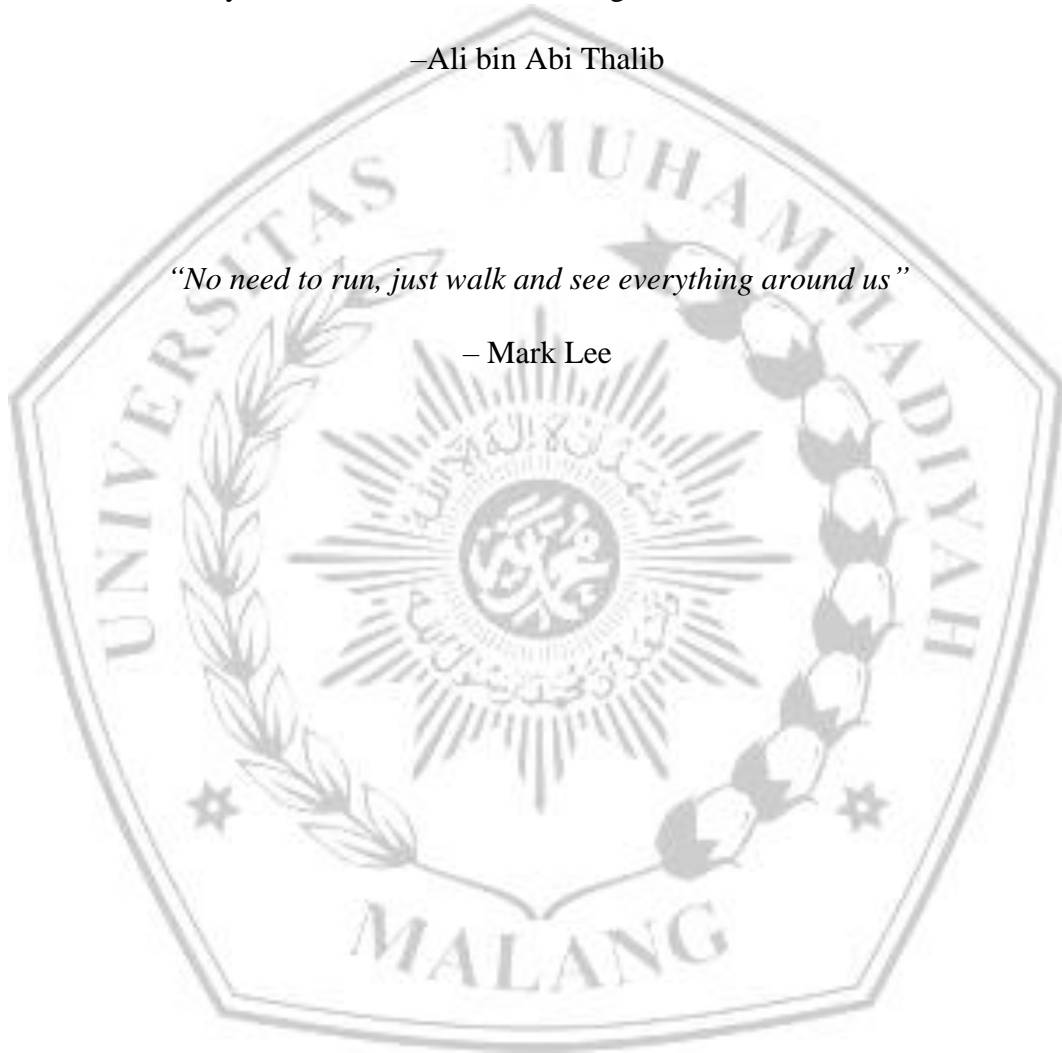 –Ali bin Abi Thalib
UNIVERSITAS MUHAMMADIYAH
“No need to run, just walk and see everything around us”
– Mark Lee
MALANG